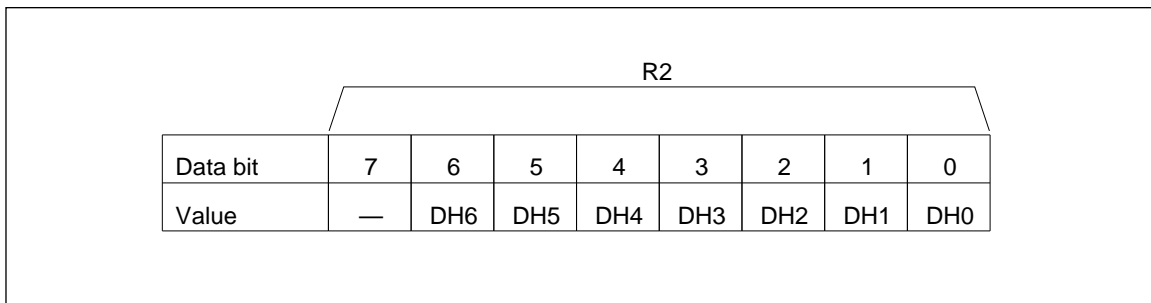 R2
Data bit 7 6 5 4 3 2 1 0
Value — DH6 DH5 DH4 DH3 DH2 DH1 DH0